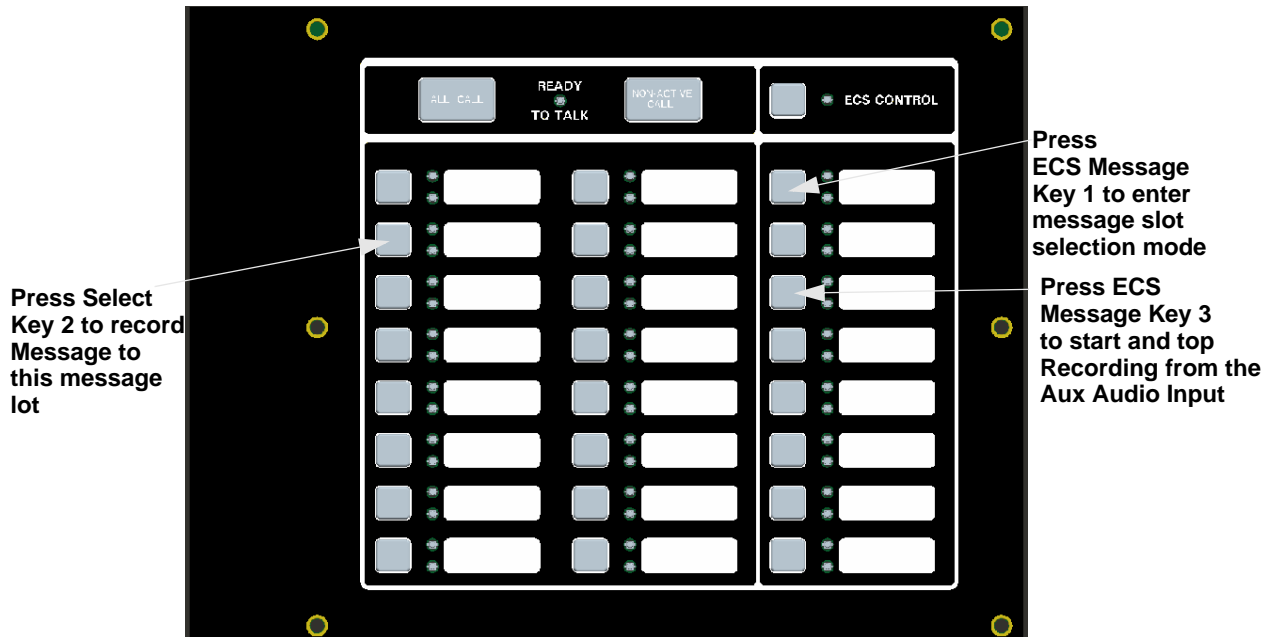 ALL CALL
READY
TO TALK
NON-ACTIVE
CALL
ECS CONTROL
Press
ECS Message
Key 1 to enter
message slot
selection mode
Press ECS
Message Key 3
to start and top
Recording from the
Aux Audio Input
Press Select
Key 2 to record
Message to
this message
lot